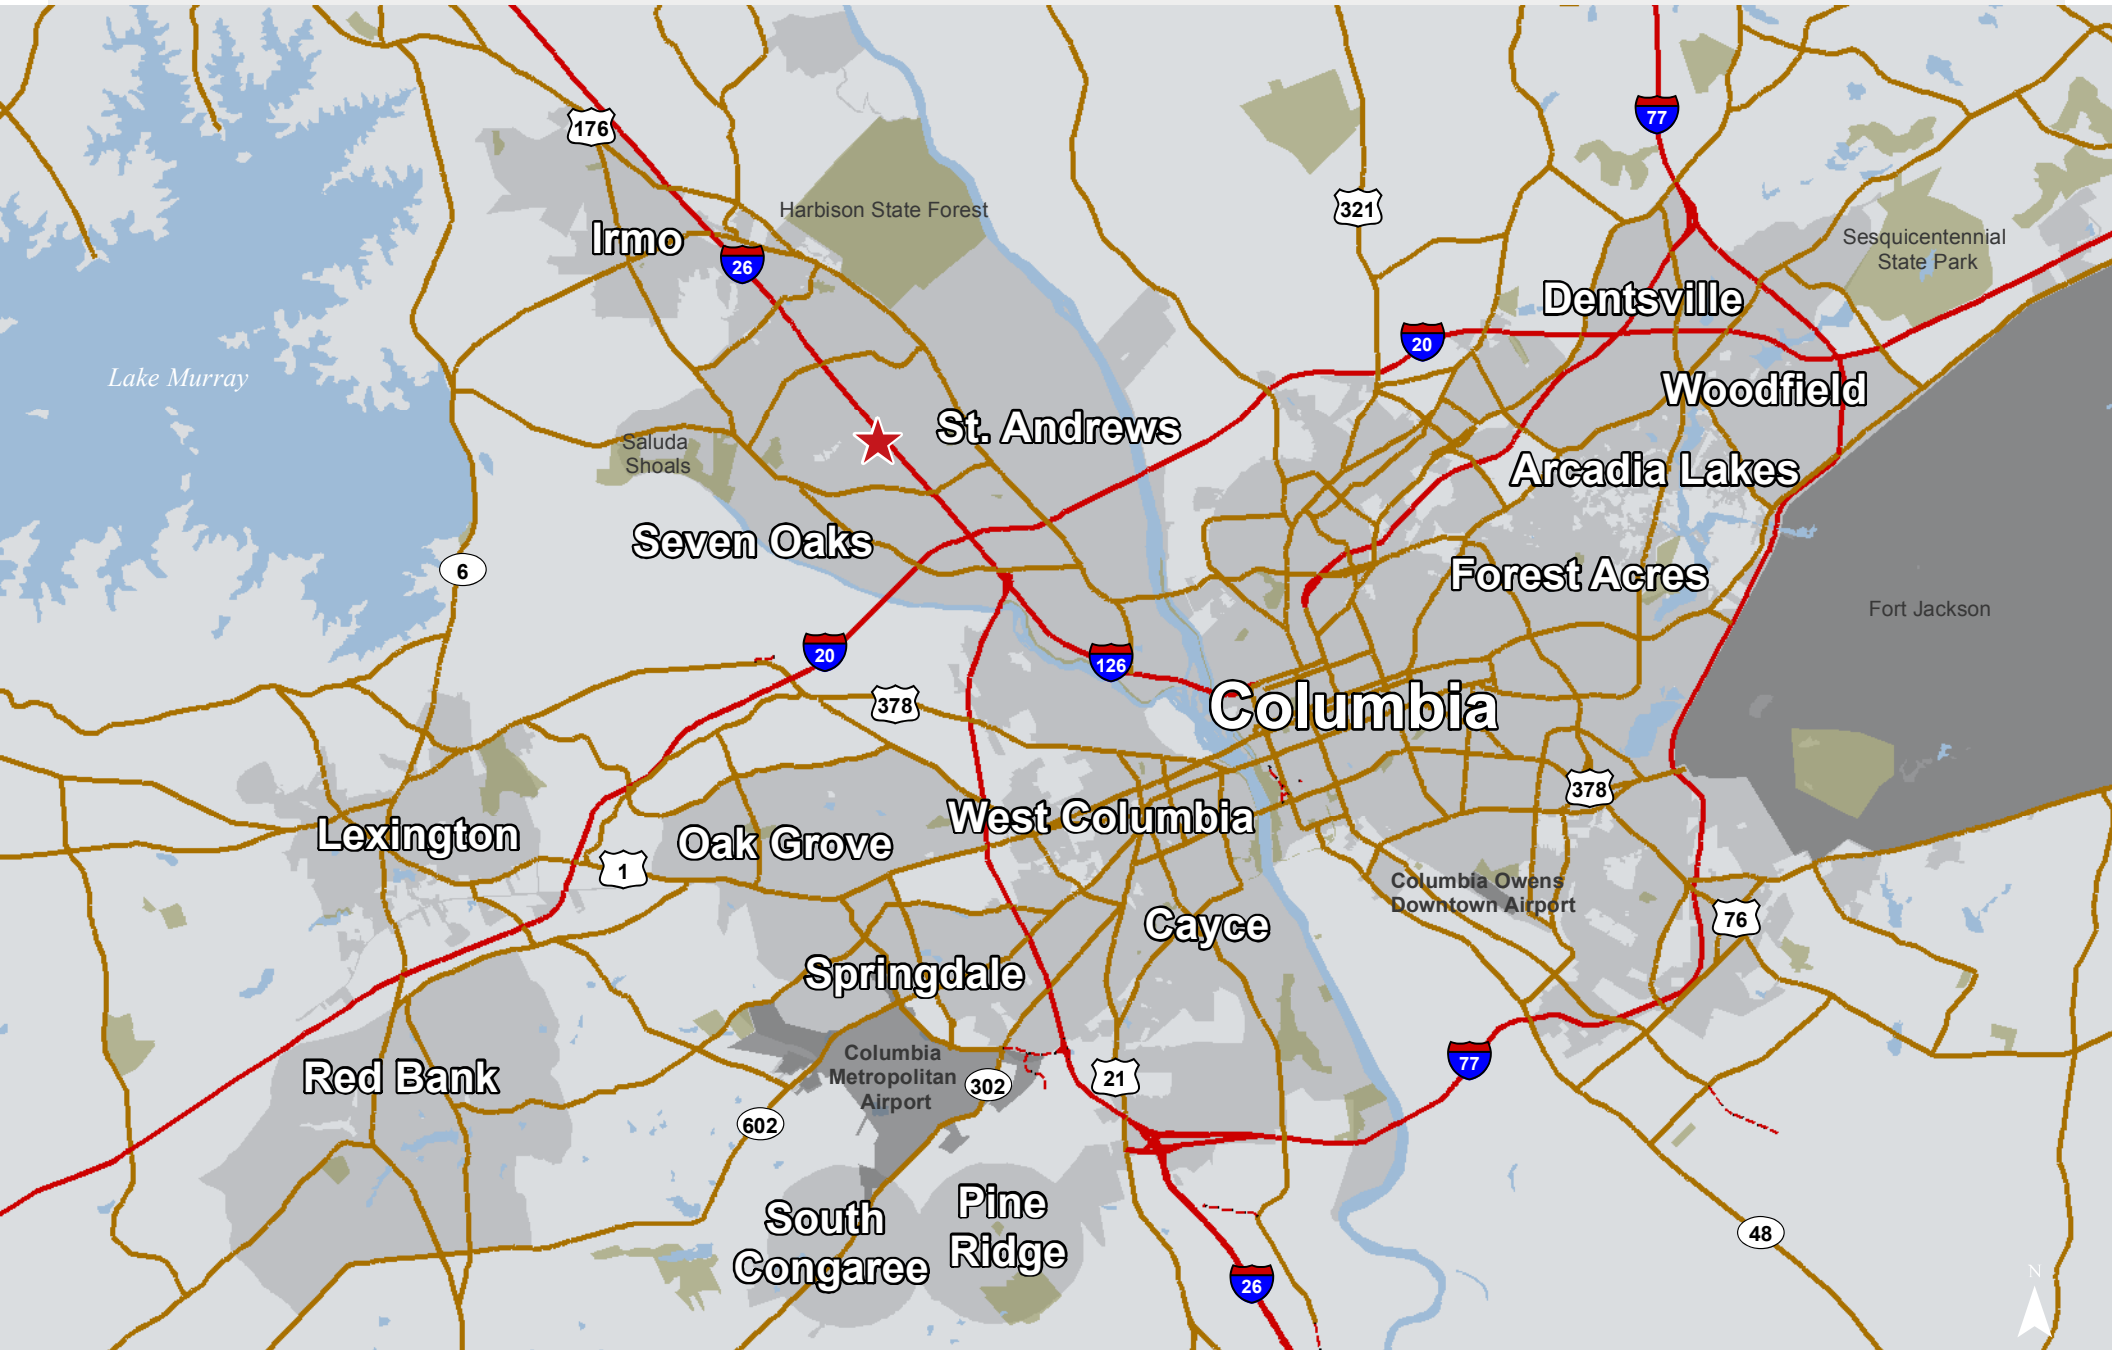 77
176
Harbison State Forest
321
Irmo
26
Sesquicentennial
State Park
Dentsville
20
Lake Murray
Woodfield
St. Andrews
Saluda
Shoals
Arcadia Lakes
Seven Oaks
6
Forest Acres
Fort Jackson
20
126
378
Columbia
378
West Columbia
Lexington
Oak Grove
1
Columbia Owens
Downtown Airport
76
Cayce
Springdale
Columbia
Metropolitan
Airport
77
Red Bank
302
21
602
South
Congaree
Pine
Ridge
48
26
N